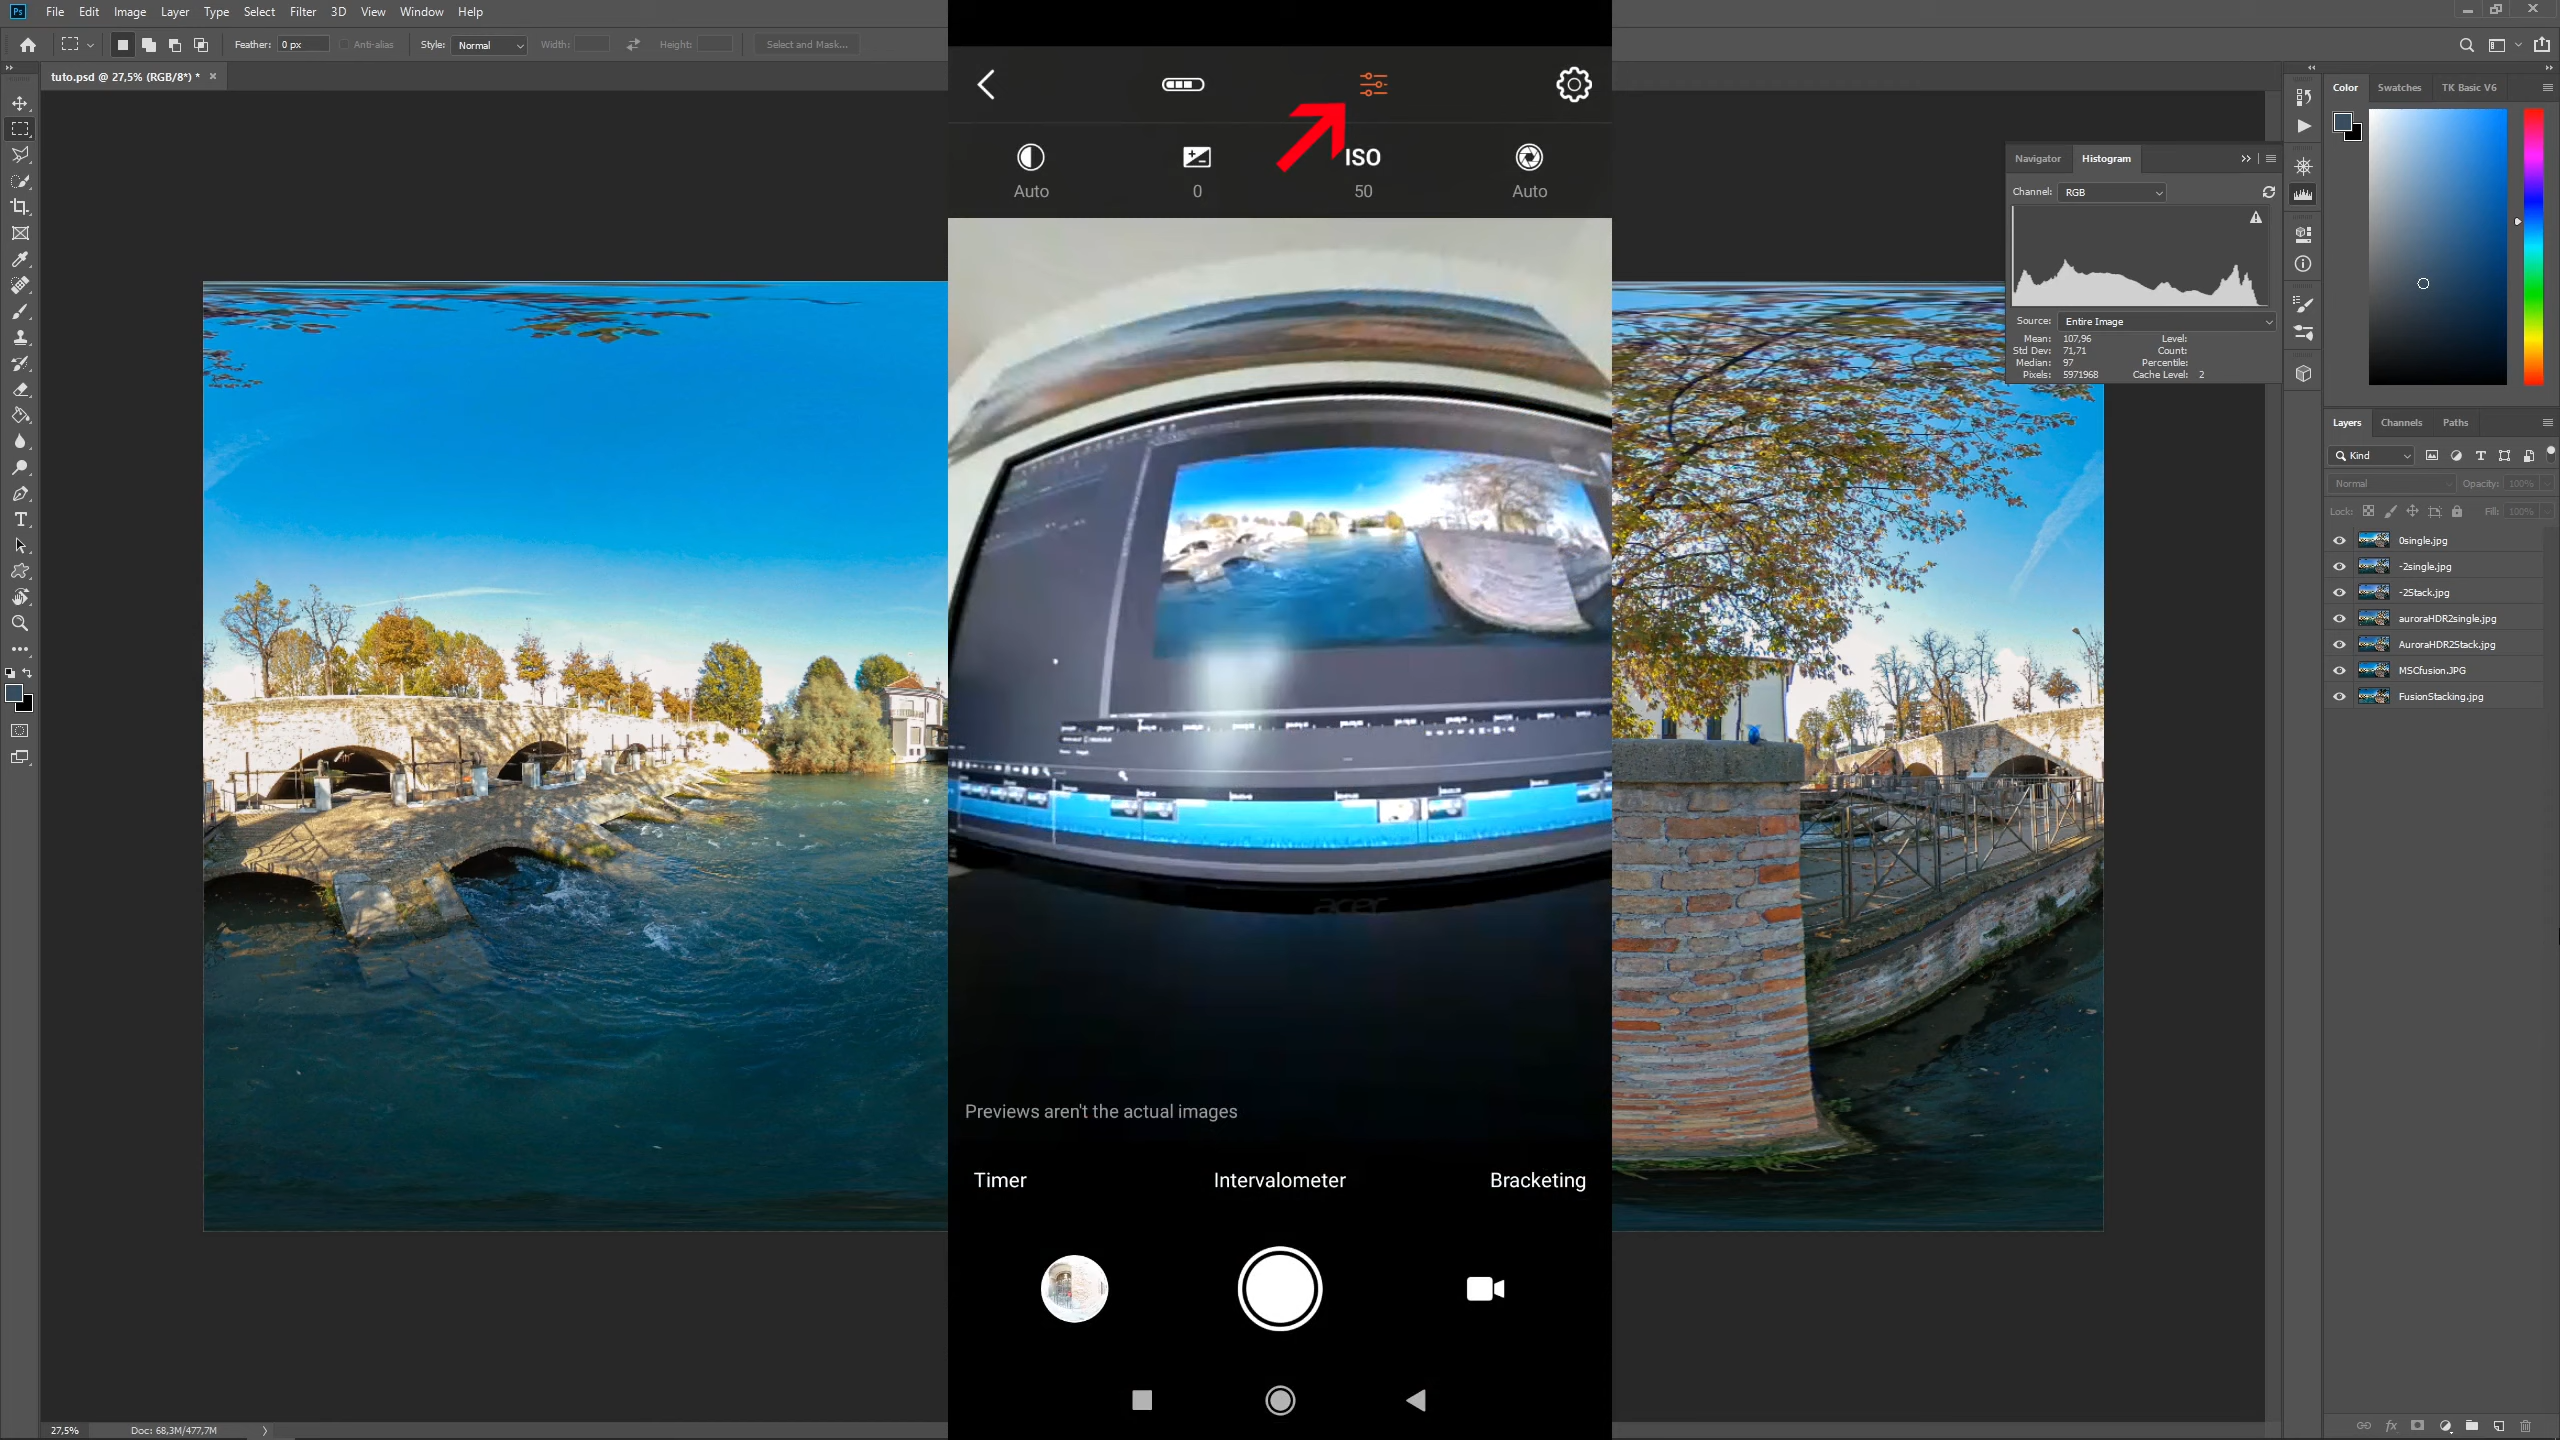 Ps File Edit Image Layer Type Select Filter 3D View Window Help
Feather: 0 px Anti-alias Style: Normal Width: Height: Select and Mask...
tuto.psd @ 27,5% (RGB/8*) *
ISO
Auto 0 50 Auto
acer
Previews aren't the actual images
Timer Intervalometer Bracketing
Navigator Histogram
Channel: RGB
Source: Entire Image
Mean: 107,96 Level:
Std Dev: 71,71 Count:
Median: 97 Percentile:
Pixels: 5971968 Cache Level: 2
Color Swatches TK Basic V6
Layers Channels Paths
Kind
Normal Opacity: 100%
Lock: Fill: 100%
0single.jpg
-2single.jpg
-2Stack.jpg
auroraHDR2single.jpg
AuroraHDR2Stack.jpg
MSCfusion.JPG
FusionStacking.jpg
fx
27,5% Doc: 68,3M/477,7M